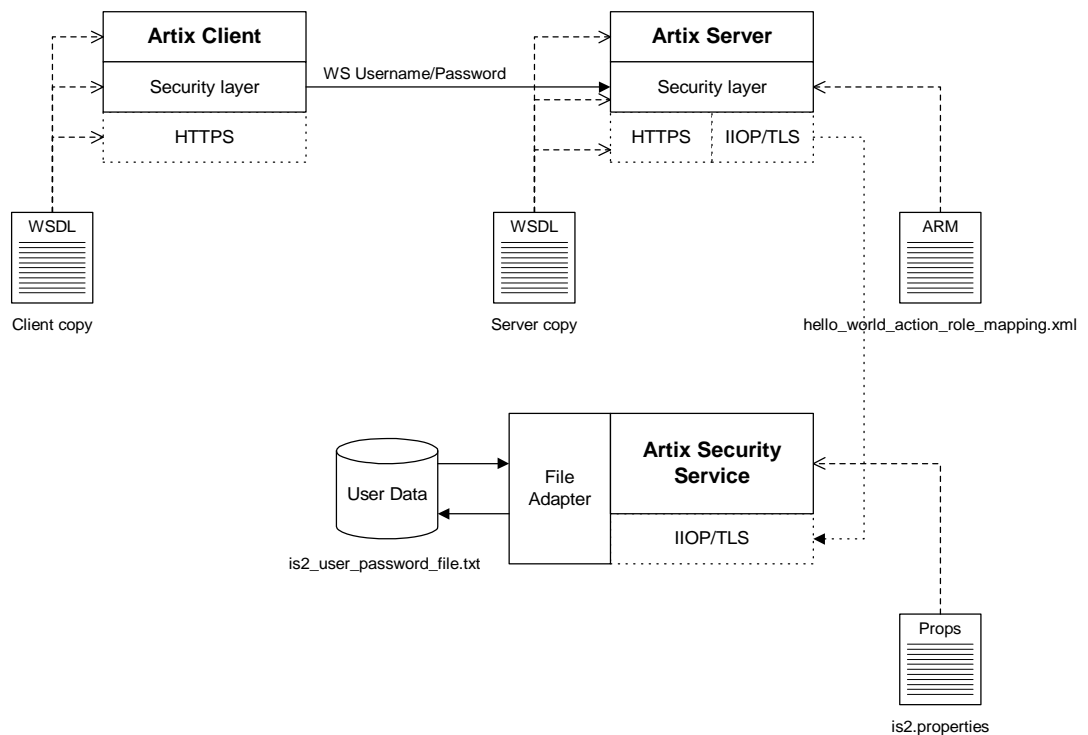 Artix Client
Artix Server
Security layer
WS Username/Password
Security layer
HTTPS
HTTPS
IIOP/TLS
WSDL
WSDL
ARM
Client copy
Server copy
hello_world_action_role_mapping.xml
User Data
File
Adapter
Artix Security
Service
IIOP/TLS
is2_user_password_file.txt
Props
is2.properties